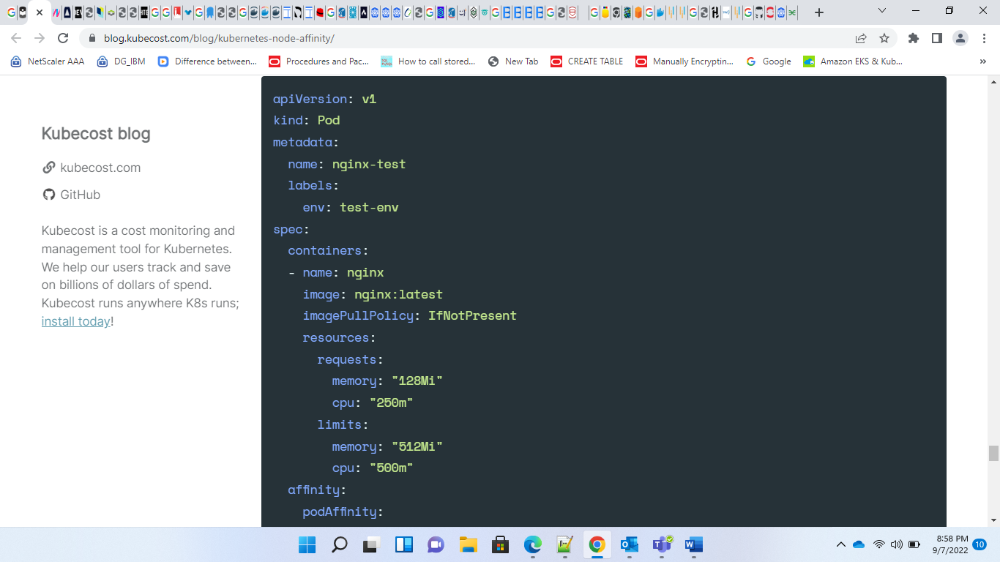 blog.kubecost.com/blog/kubernetes-node-affinity/
NetScaler AAA
DG_IBM
Difference between...
Procedures and Pac...
How to call stored...
New Tab
CREATE TABLE
Manually Encryptin...
Google
Amazon EKS & Kub...
»
Kubecost blog
kubecost.com
GitHub
Kubecost is a cost monitoring and
management tool for Kubernetes.
We help our users track and save
on billions of dollars of spend.
Kubecost runs anywhere K8s runs;
install today!
apiVersion: v1
kind: Pod
metadata:
  name: nginx-test
  labels:
    env: test-env
spec:
  containers:
  - name: nginx
    image: nginx:latest
    imagePullPolicy: IfNotPresent
    resources:
      requests:
        memory: "128Mi"
        cpu: "250m"
      limits:
        memory: "512Mi"
        cpu: "500m"
  affinity:
    podAffinity:
8:58 PM
9/7/2022
10